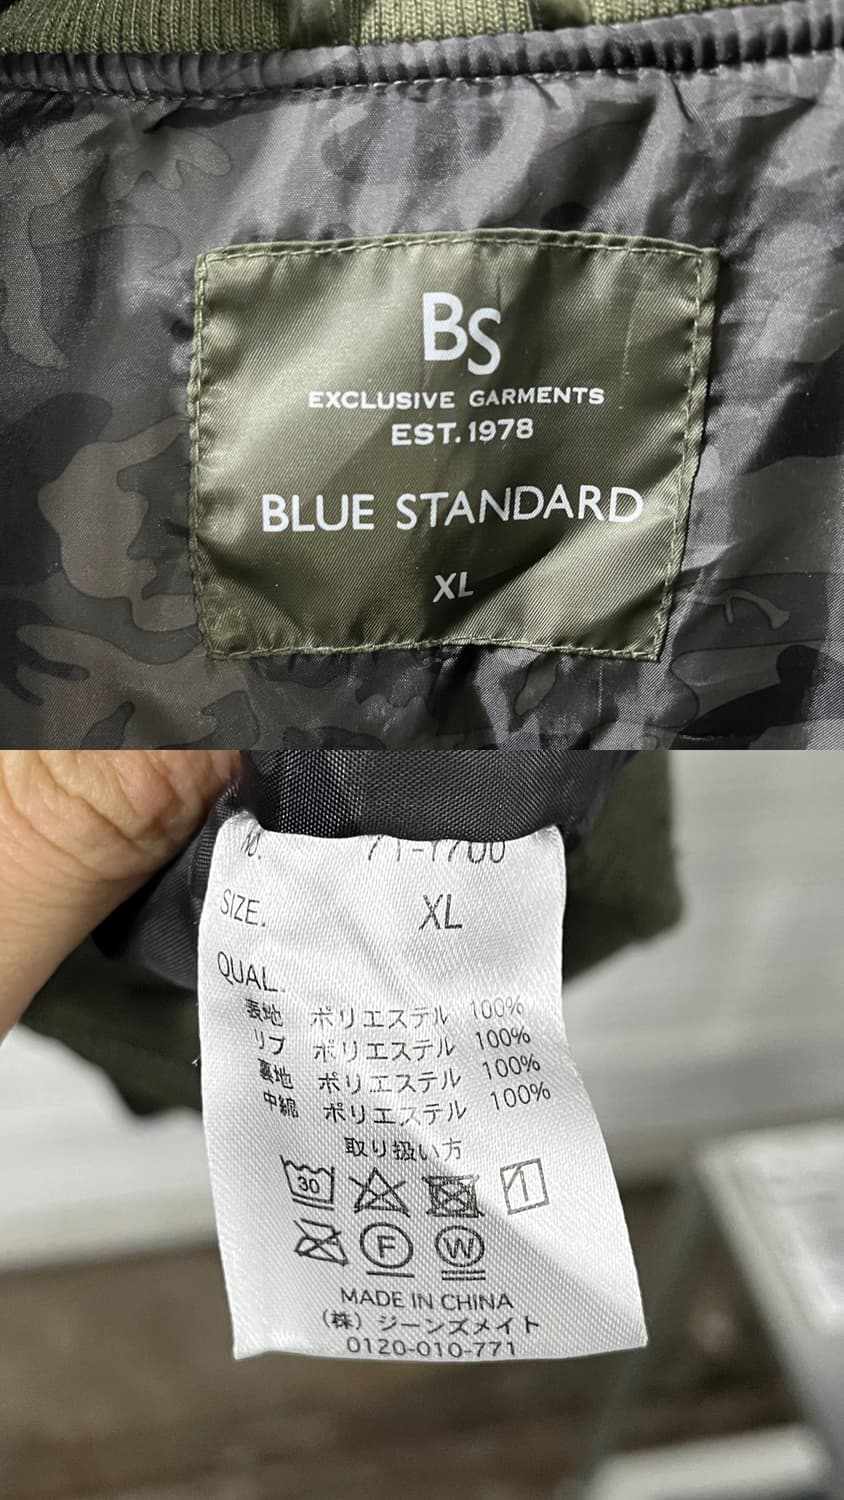 BS
EXCLUSIVE GARMENTS
EST. 1978
BLUE STANDARD
XL
71-1700
SIZE. XL
QUAL.
表地 ポリエステル 100%
リブ ポリエステル 100%
裏地 ポリエステル 100%
中綿 ポリエステル 100%
取り扱い方
30
F W
MADE IN CHINA
(株) ジーンズメイト
0120-010-771